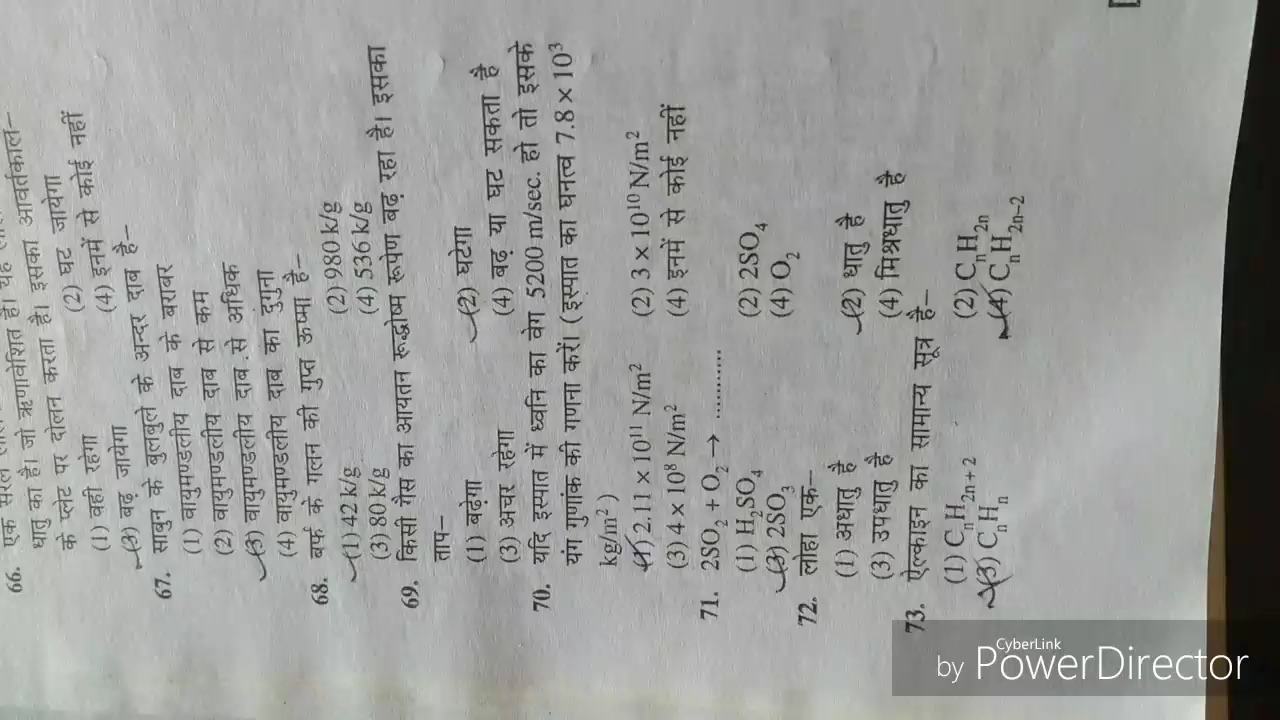 66. एक सरल
धातु का है। जो ऋणावेशित है। यह
के प्लेट पर दोलन करता है। इसका आवर्तकाल–
(1) वही रहेगा (2) घट जायेगा
(3) बढ़ जायेगा (4) इनमें से कोई नहीं
67. साबुन के बुलबुले के अन्दर दाब है–
(1) वायुमण्डलीय दाब के बराबर
(2) वायुमण्डलीय दाब से कम
(3) वायुमण्डलीय दाब से अधिक
(4) वायुमण्डलीय दाब का दुगुना
68. बर्फ के गलन की गुप्त ऊष्मा है–
(1) 42 k/g (2) 980 k/g
(3) 80 k/g (4) 536 k/g
69. किसी गैस का आयतन रूद्धोष्म रूपेण बढ़ रहा है। इसका
ताप–
(1) बढ़ेगा (2) घटेगा
(3) अचर रहेगा (4) बढ़ या घट सकता है
70. यदि इस्पात में ध्वनि का वेग 5200 m/sec. हो तो इसके
यंग गुणांक की गणना करें। (इस्पात का घनत्व 7.8 × 10³
kg/m²)
(1) 2.11 × 10¹¹ N/m² (2) 3 × 10¹⁰ N/m²
(3) 4 × 10⁸ N/m² (4) इनमें से कोई नहीं
71. 2SO₂ + O₂ → ...........
(1) H₂SO₄ (2) 2SO₄
(3) 2SO₃ (4) O₂
72. लोहा एक–
(1) अधातु है (2) धातु है
(3) उपधातु है (4) मिश्रधातु है
73. ऐल्काइन का सामान्य सूत्र है–
(1) CₙH₂ₙ₊₂ (2) CₙH₂ₙ
(3) CₙHₙ (4) CₙH₂ₙ₋₂
CyberLink
by PowerDirector